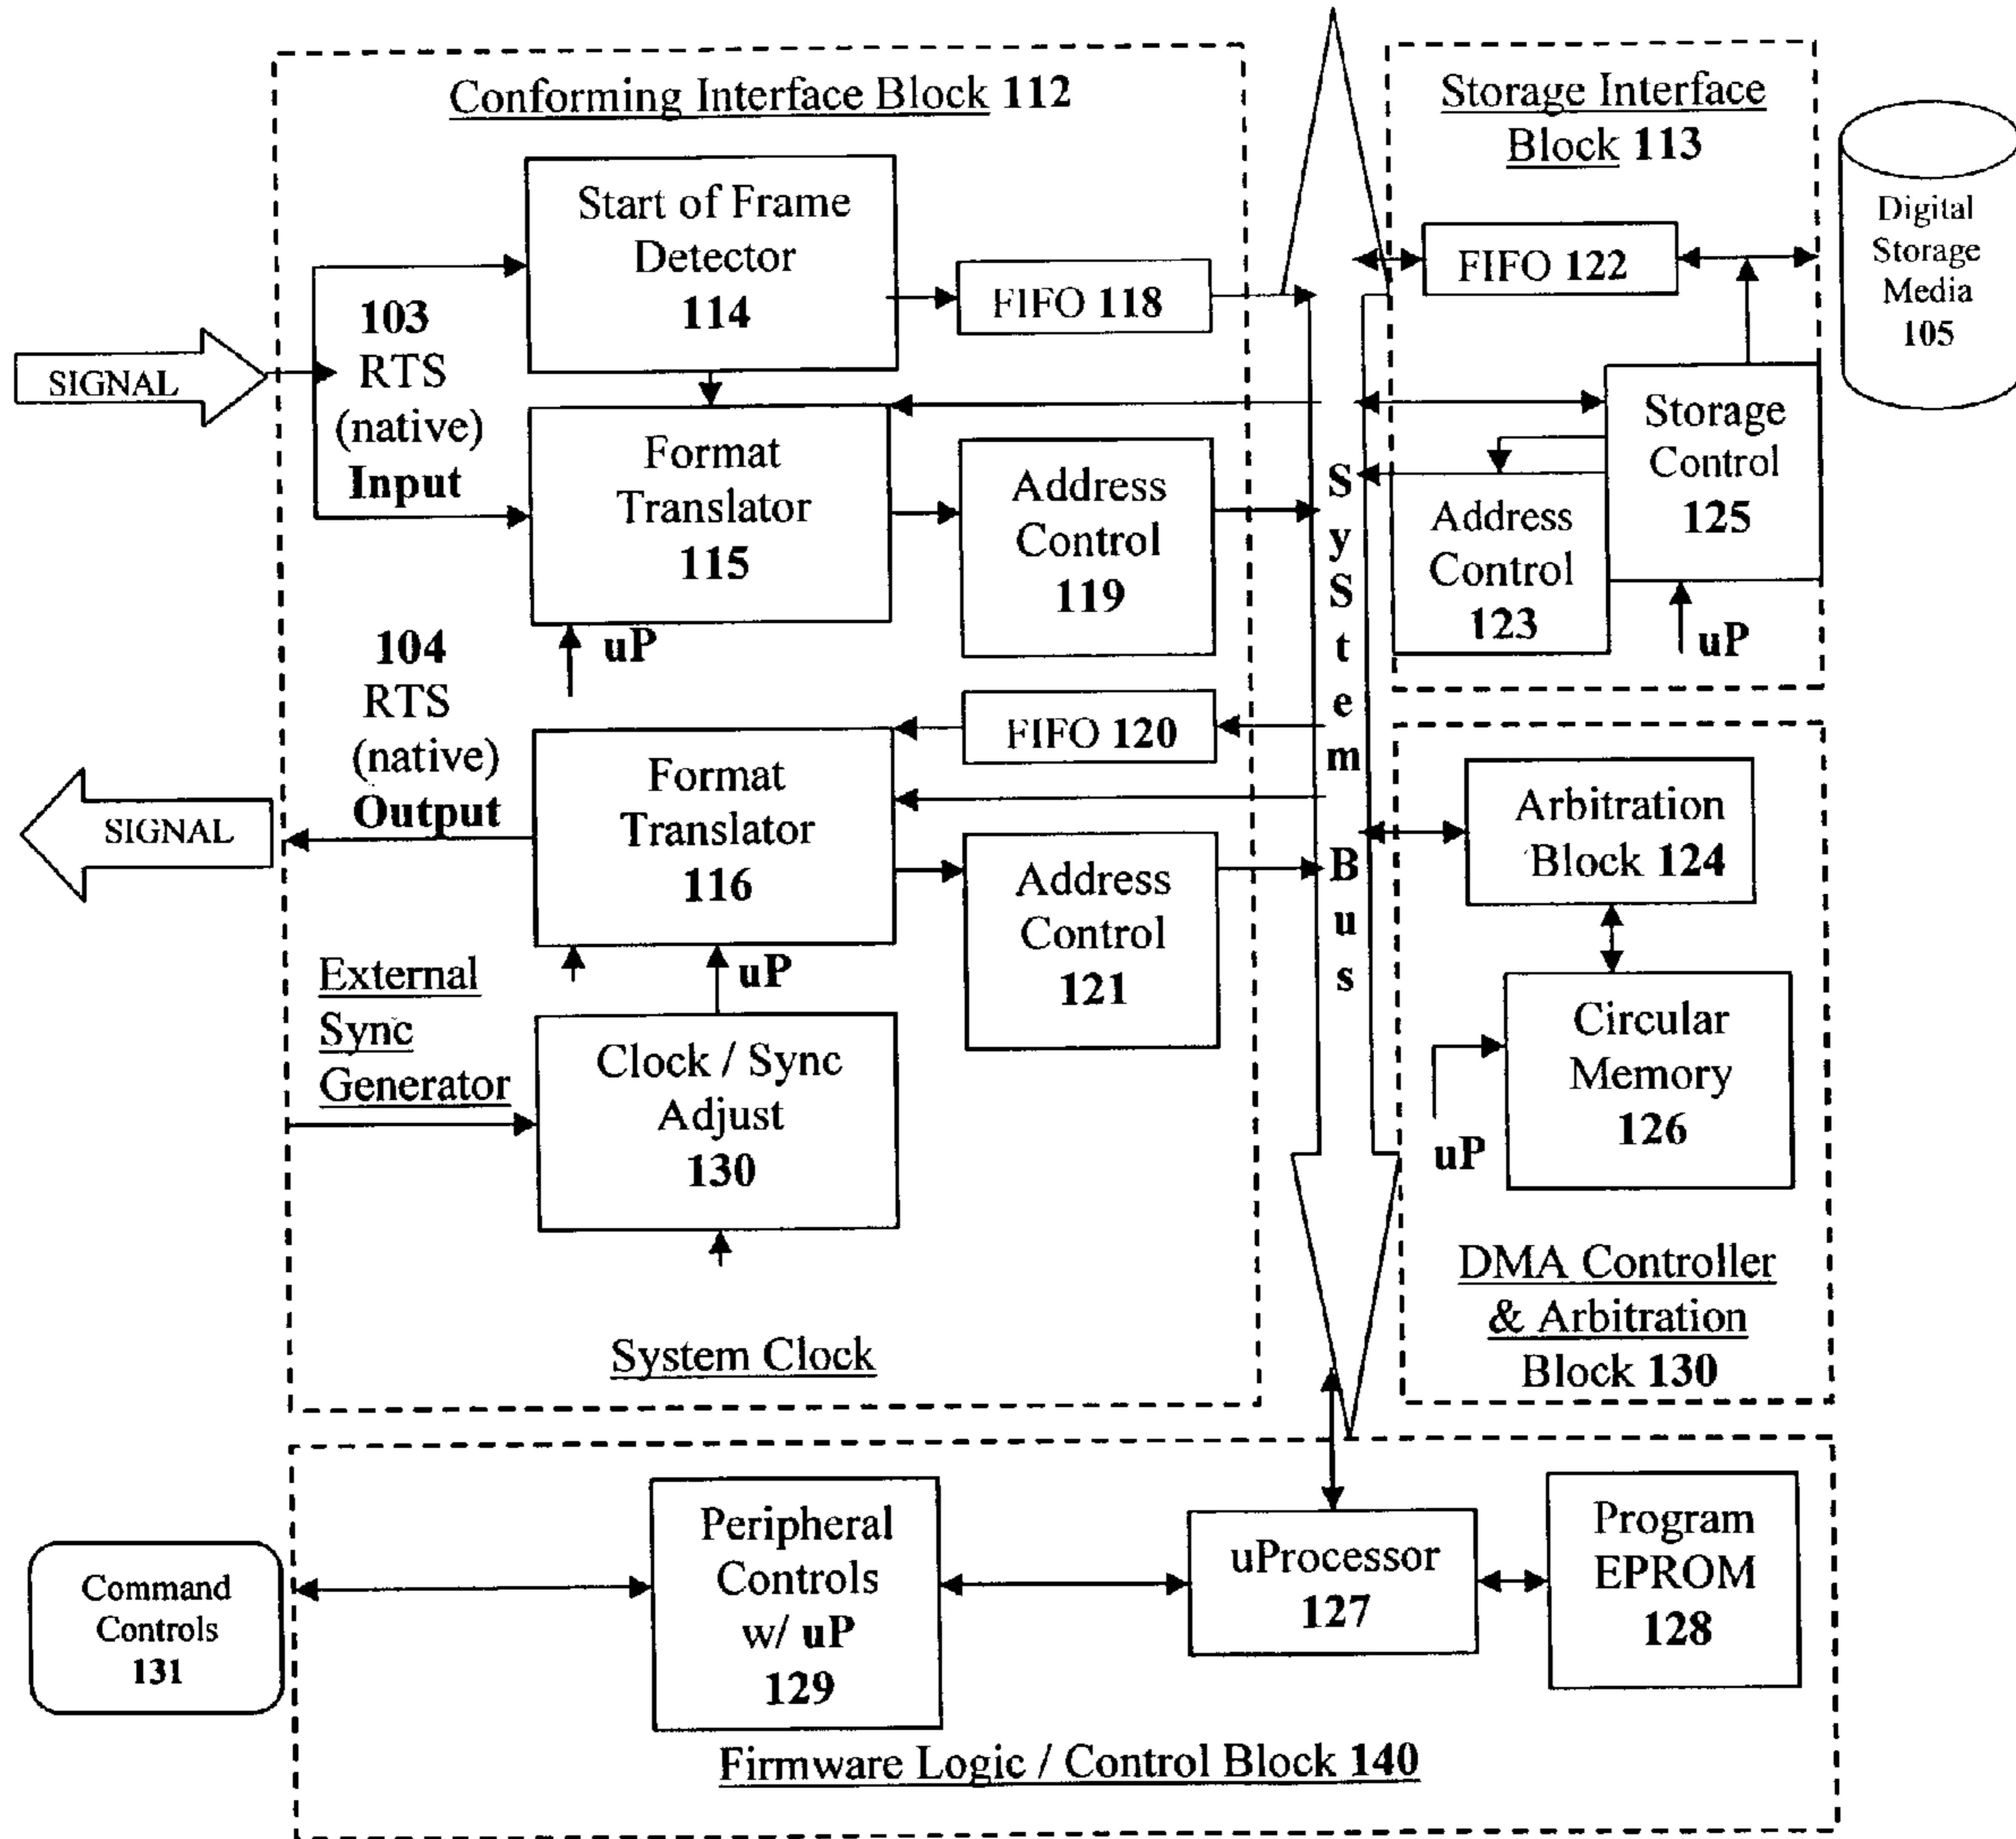 Conforming Interface Block 112
Storage Interface
Block 113
Start of Frame
Detector
114
FIFO 118
FIFO 122
Digital
Storage
Media
105
103
RTS
(native)
Input
SIGNAL
Format
Translator
115
Address
Control
119
uP
Storage
Control
125
Address
Control
123
uP
SyStem Bus
104
RTS
(native)
Output
SIGNAL
FIFO 120
Format
Translator
116
Address
Control
121
uP
Arbitration
Block 124
Circular
Memory
126
uP
External
Sync
Generator
Clock / Sync
Adjust
130
System Clock
DMA Controller
& Arbitration
Block 130
Command
Controls
131
Peripheral
Controls
w/ uP
129
uProcessor
127
Program
EPROM
128
Firmware Logic / Control Block 140